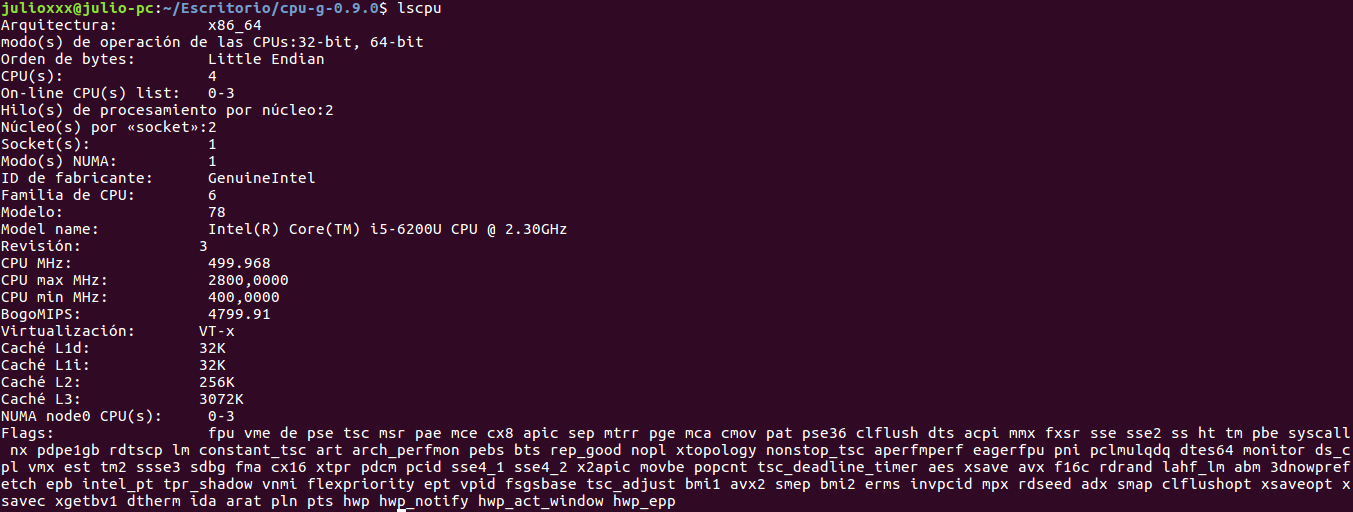 julioxxx@julio-pc:~/Escritorio/cpu-g-0.9.0$ lscpu
Arquitectura:          x86_64
modo(s) de operación de las CPUs:32-bit, 64-bit
Orden de bytes:        Little Endian
CPU(s):                4
On-line CPU(s) list:   0-3
Hilo(s) de procesamiento por núcleo:2
Núcleo(s) por «socket»:2
Socket(s):             1
Modo(s) NUMA:          1
ID de fabricante:      GenuineIntel
Familia de CPU:        6
Modelo:                78
Model name:            Intel(R) Core(TM) i5-6200U CPU @ 2.30GHz
Revisión:             3
CPU MHz:               499.968
CPU max MHz:           2800,0000
CPU min MHz:           400,0000
BogoMIPS:              4799.91
Virtualización:       VT-x
Caché L1d:            32K
Caché L1i:            32K
Caché L2:             256K
Caché L3:             3072K
NUMA node0 CPU(s):     0-3
Flags:                 fpu vme de pse tsc msr pae mce cx8 apic sep mtrr pge mca cmov pat pse36 clflush dts acpi mmx fxsr sse sse2 ss ht tm pbe syscall
 nx pdpe1gb rdtscp lm constant_tsc art arch_perfmon pebs bts rep_good nopl xtopology nonstop_tsc aperfmperf eagerfpu pni pclmulqdq dtes64 monitor ds_c
pl vmx est tm2 ssse3 sdbg fma cx16 xtpr pdcm pcid sse4_1 sse4_2 x2apic movbe popcnt tsc_deadline_timer aes xsave avx f16c rdrand lahf_lm abm 3dnowpref
etch epb intel_pt tpr_shadow vnmi flexpriority ept vpid fsgsbase tsc_adjust bmi1 avx2 smep bmi2 erms invpcid mpx rdseed adx smap clflushopt xsaveopt x
savec xgetbv1 dtherm ida arat pln pts hwp hwp_notify hwp_act_window hwp_epp